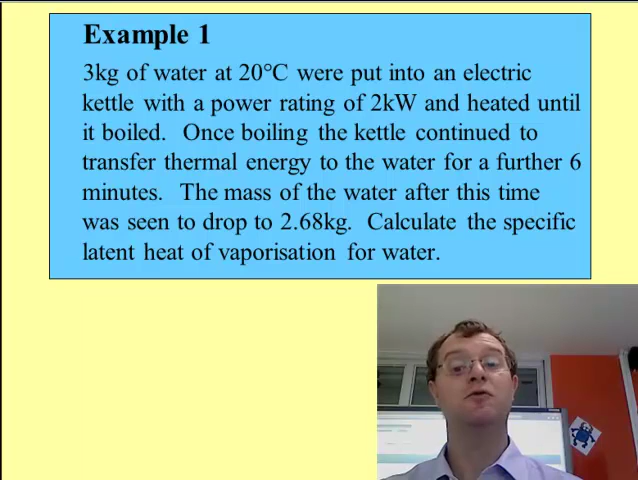 Example 1
3kg of water at 20°C were put into an electric
kettle with a power rating of 2kW and heated until
it boiled.  Once boiling the kettle continued to
transfer thermal energy to the water for a further 6
minutes.  The mass of the water after this time
was seen to drop to 2.68kg.  Calculate the specific
latent heat of vaporisation for water.